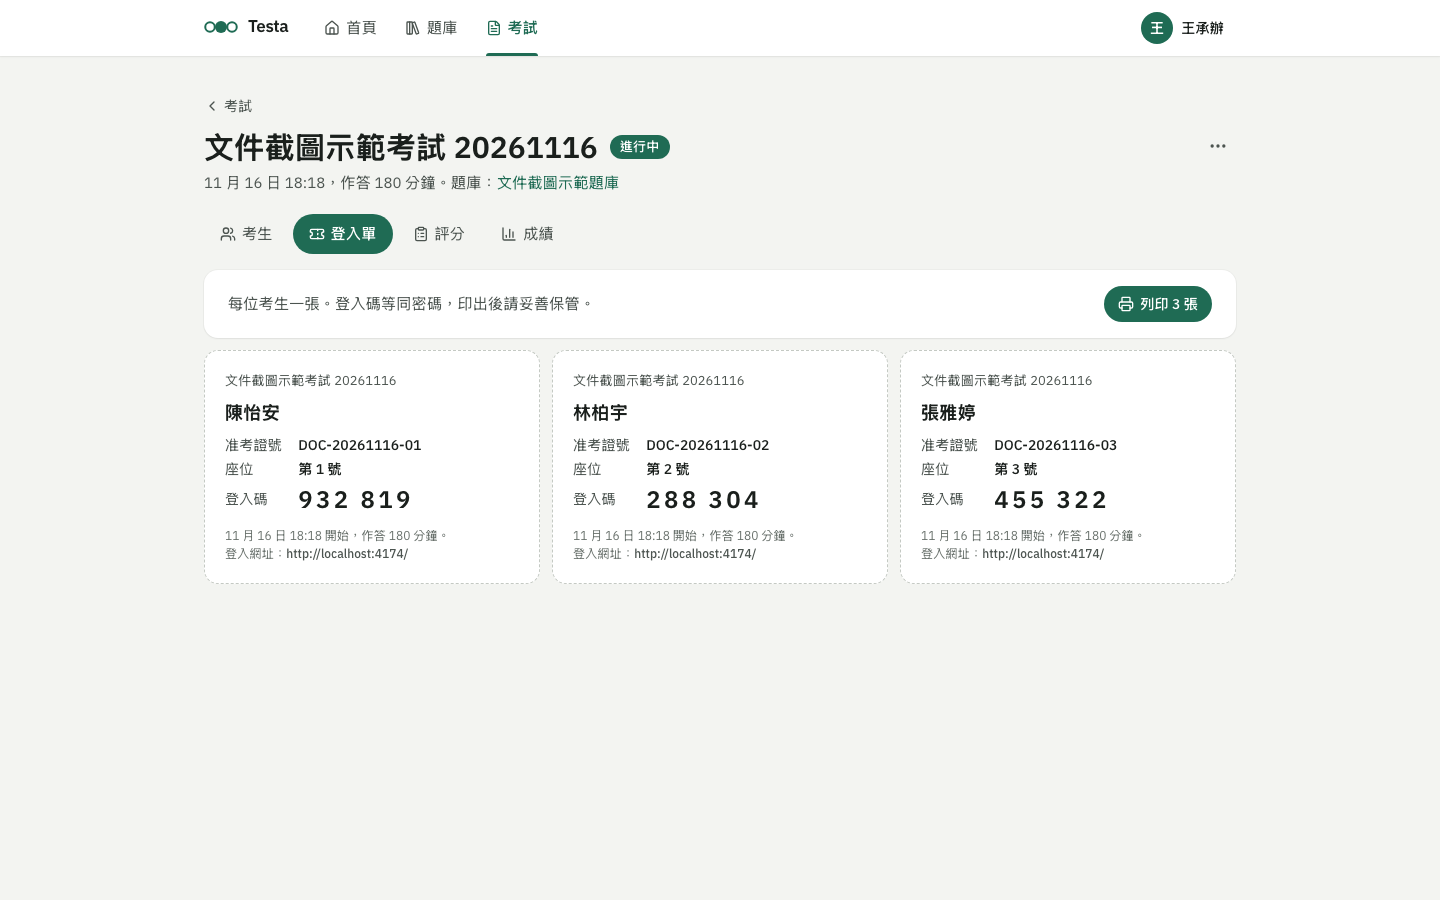 Testa
首頁
題庫
考試
王
王承辦
考試
文件截圖示範考試 20261116
進行中
11 月 16 日 18:18，作答 180 分鐘。題庫：文件截圖示範題庫
考生
登入單
評分
成績
每位考生一張。登入碼等同密碼，印出後請妥善保管。
列印 3 張
文件截圖示範考試 20261116
陳怡安
准考證號 DOC-20261116-01
座位 第 1 號
登入碼 932 819
11 月 16 日 18:18 開始，作答 180 分鐘。
登入網址：http://localhost:4174/
文件截圖示範考試 20261116
林柏宇
准考證號 DOC-20261116-02
座位 第 2 號
登入碼 288 304
11 月 16 日 18:18 開始，作答 180 分鐘。
登入網址：http://localhost:4174/
文件截圖示範考試 20261116
張雅婷
准考證號 DOC-20261116-03
座位 第 3 號
登入碼 455 322
11 月 16 日 18:18 開始，作答 180 分鐘。
登入網址：http://localhost:4174/